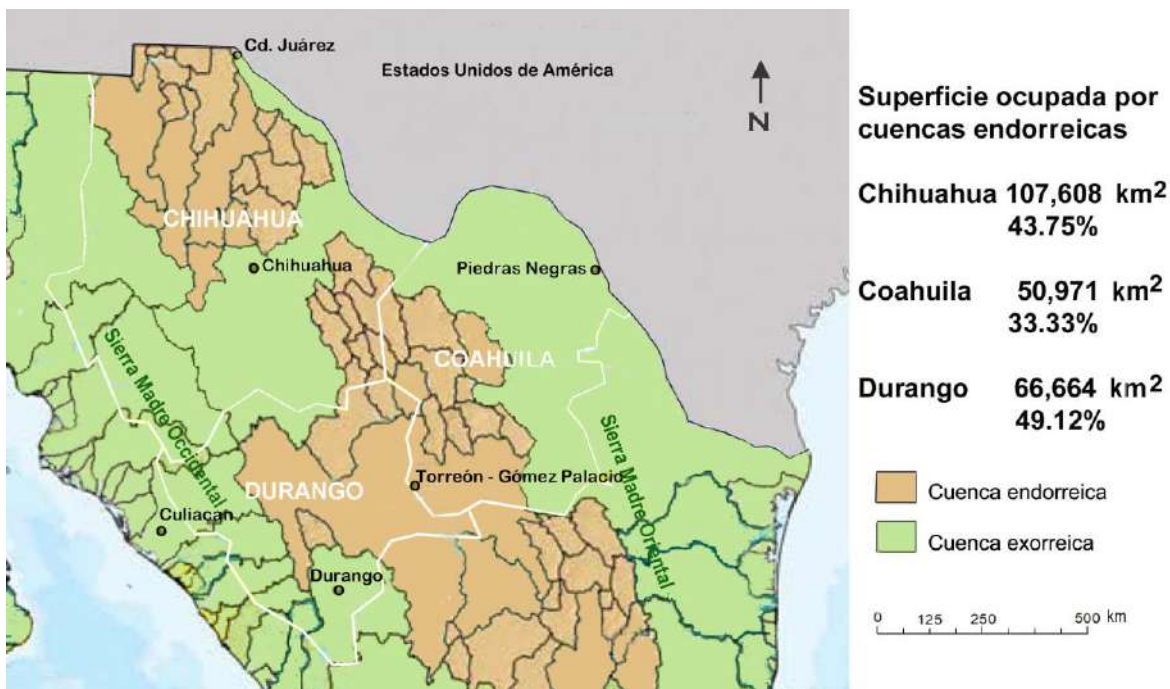 Cd. Juárez
Estados Unidos de América
N
CHIHUAHUA
Chihuahua
Piedras Negras
COAHUILA
Sierra Madre Occidental
Sierra Madre Oriental
DURANGO
Torreón - Gómez Palacio
Culiacan
Durango
Superficie ocupada por
cuencas endorreicas
Chihuahua 107,608 km²
43.75%
Coahuila 50,971 km²
33.33%
Durango 66,664 km²
49.12%
Cuenca endorreica
Cuenca exorreica
0 125 250 500 km